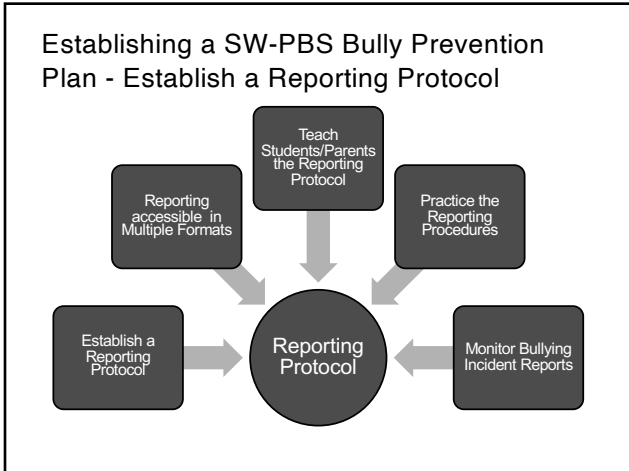 Establishing a SW-PBS Bully Prevention
Plan - Establish a Reporting Protocol
Establish a
Reporting
Protocol
Reporting
accessible in
Multiple Formats
Teach
Students/Parents
the Reporting
Protocol
Practice the
Reporting
Procedures
Monitor Bullying
Incident Reports
Reporting
Protocol